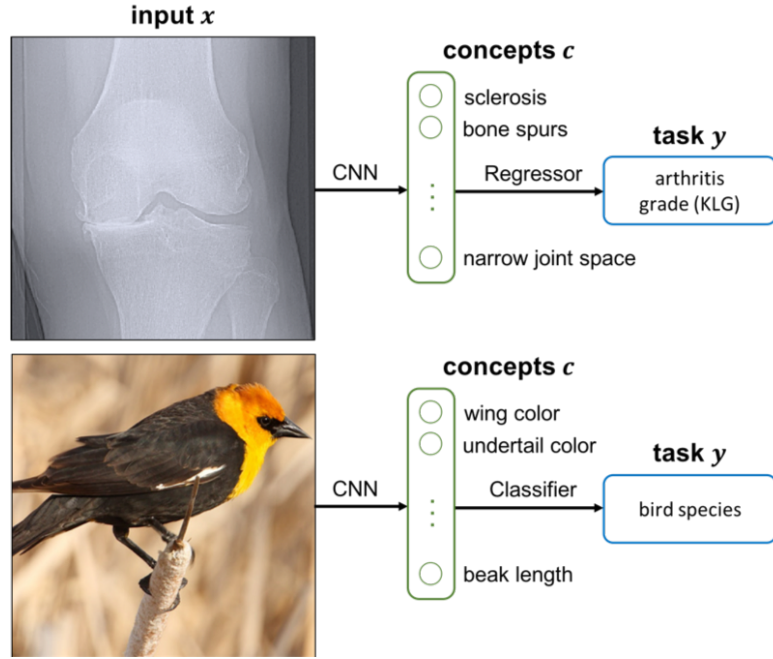 input x
concepts c
sclerosis
bone spurs
task y
CNN
Regressor
arthritis
grade (KLG)
narrow joint space
concepts c
wing color
undertail color
task y
CNN
Classifier
bird species
beak length